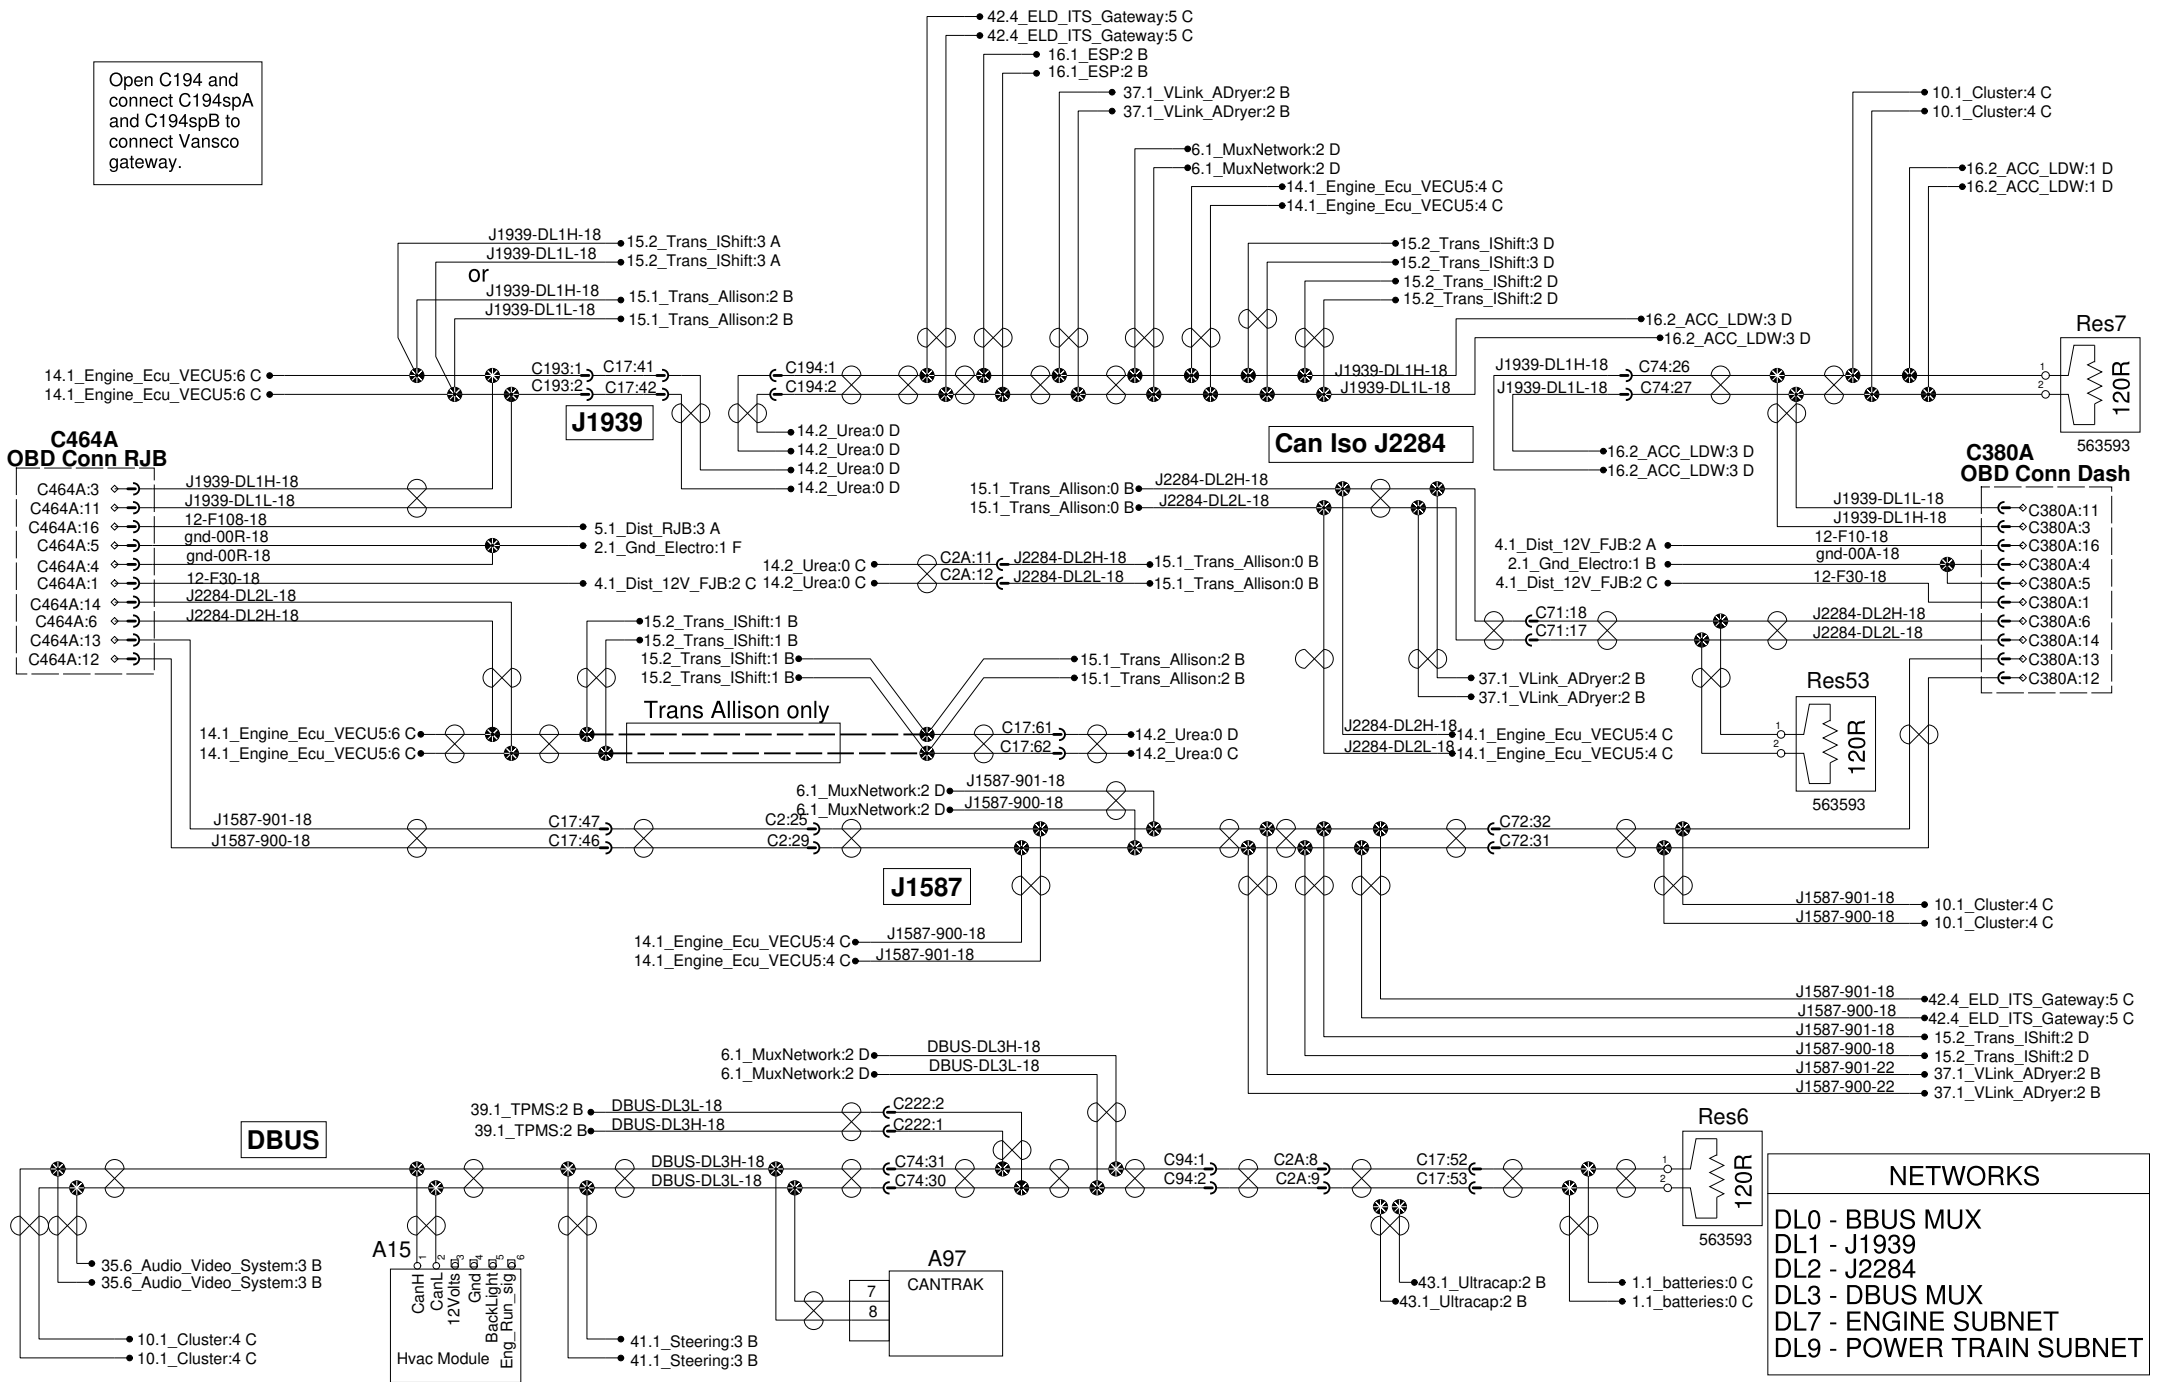 42.4_ELD_ITS_Gateway:5 C
42.4_ELD_ITS_Gateway:5 C
16.1_ESP:2 B
16.1_ESP:2 B
37.1_VLink_ADryer:2 B
37.1_VLink_ADryer:2 B
6.1_MuxNetwork:2 D
6.1_MuxNetwork:2 D
14.1_Engine_Ecu_VECU5:4 C
14.1_Engine_Ecu_VECU5:4 C
15.2_Trans_IShift:3 D
15.2_Trans_IShift:3 D
15.2_Trans_IShift:2 D
15.2_Trans_IShift:2 D
16.2_ACC_LDW:3 D
16.2_ACC_LDW:3 D
10.1_Cluster:4 C
10.1_Cluster:4 C
16.2_ACC_LDW:1 D
16.2_ACC_LDW:1 D
Open C194 and
connect C194spA
and C194spB to
connect Vansco
gateway.
J1939-DL1H-18
15.2_Trans_IShift:3 A
J1939-DL1L-18
15.2_Trans_IShift:3 A
or
J1939-DL1H-18
15.1_Trans_Allison:2 B
J1939-DL1L-18
15.1_Trans_Allison:2 B
14.1_Engine_Ecu_VECU5:6 C
14.1_Engine_Ecu_VECU5:6 C
C193:1
C17:41
C193:2
C17:42
J1939
C194:1
C194:2
J1939-DL1H-18
J1939-DL1L-18
J1939-DL1H-18
C74:26
J1939-DL1L-18
C74:27
Res7
1
2
120R
563593
14.2_Urea:0 D
14.2_Urea:0 D
14.2_Urea:0 D
14.2_Urea:0 D
Can Iso J2284
16.2_ACC_LDW:3 D
16.2_ACC_LDW:3 D
C464A
OBD Conn RJB
C464A:3
J1939-DL1H-18
C464A:11
J1939-DL1L-18
C464A:16
12-F108-18
5.1_Dist_RJB:3 A
C464A:5
gnd-00R-18
2.1_Gnd_Electro:1 F
C464A:4
gnd-00R-18
C464A:1
12-F30-18
4.1_Dist_12V_FJB:2 C
C464A:14
J2284-DL2L-18
C464A:6
J2284-DL2H-18
C464A:13
C464A:12
15.1_Trans_Allison:0 B
J2284-DL2H-18
15.1_Trans_Allison:0 B
J2284-DL2L-18
14.2_Urea:0 C
C2A:11
J2284-DL2H-18
15.1_Trans_Allison:0 B
14.2_Urea:0 C
C2A:12
J2284-DL2L-18
15.1_Trans_Allison:0 B
C380A
OBD Conn Dash
J1939-DL1L-18
C380A:11
J1939-DL1H-18
C380A:3
4.1_Dist_12V_FJB:2 A
12-F10-18
C380A:16
2.1_Gnd_Electro:1 B
gnd-00A-18
C380A:4
4.1_Dist_12V_FJB:2 C
12-F30-18
C380A:5
C380A:1
C71:18
J2284-DL2H-18
C380A:6
C71:17
J2284-DL2L-18
C380A:14
C380A:13
C380A:12
15.2_Trans_IShift:1 B
15.2_Trans_IShift:1 B
15.2_Trans_IShift:1 B
15.2_Trans_IShift:1 B
15.1_Trans_Allison:2 B
15.1_Trans_Allison:2 B
37.1_VLink_ADryer:2 B
37.1_VLink_ADryer:2 B
Res53
1
2
120R
563593
Trans Allison only
14.1_Engine_Ecu_VECU5:6 C
14.1_Engine_Ecu_VECU5:6 C
C17:61
14.2_Urea:0 D
C17:62
14.2_Urea:0 C
J2284-DL2H-18
14.1_Engine_Ecu_VECU5:4 C
J2284-DL2L-18
14.1_Engine_Ecu_VECU5:4 C
6.1_MuxNetwork:2 D
J1587-901-18
6.1_MuxNetwork:2 D
J1587-900-18
J1587-901-18
C17:47
C2:25
C72:32
J1587-900-18
C17:46
C2:29
C72:31
J1587
J1587-901-18
10.1_Cluster:4 C
J1587-900-18
10.1_Cluster:4 C
14.1_Engine_Ecu_VECU5:4 C
J1587-900-18
14.1_Engine_Ecu_VECU5:4 C
J1587-901-18
J1587-901-18
42.4_ELD_ITS_Gateway:5 C
J1587-900-18
42.4_ELD_ITS_Gateway:5 C
J1587-901-18
15.2_Trans_IShift:2 D
J1587-900-18
15.2_Trans_IShift:2 D
J1587-901-22
37.1_VLink_ADryer:2 B
J1587-900-22
37.1_VLink_ADryer:2 B
6.1_MuxNetwork:2 D
DBUS-DL3H-18
6.1_MuxNetwork:2 D
DBUS-DL3L-18
39.1_TPMS:2 B
DBUS-DL3L-18
C222:2
39.1_TPMS:2 B
DBUS-DL3H-18
C222:1
DBUS
DBUS-DL3H-18
C74:31
C94:1
C2A:8
C17:52
DBUS-DL3L-18
C74:30
C94:2
C2A:9
C17:53
Res6
1
2
120R
563593
35.6_Audio_Video_System:3 B
35.6_Audio_Video_System:3 B
10.1_Cluster:4 C
10.1_Cluster:4 C
A15
1
2
3
4
5
6
CanH
CanL
12Volts
Gnd
BackLight
Eng_Run_sig
Hvac Module
41.1_Steering:3 B
41.1_Steering:3 B
A97
CANTRAK
7
8
43.1_Ultracap:2 B
43.1_Ultracap:2 B
1.1_batteries:0 C
1.1_batteries:0 C
NETWORKS
DL0 - BBUS MUX
DL1 - J1939
DL2 - J2284
DL3 - DBUS MUX
DL7 - ENGINE SUBNET
DL9 - POWER TRAIN SUBNET